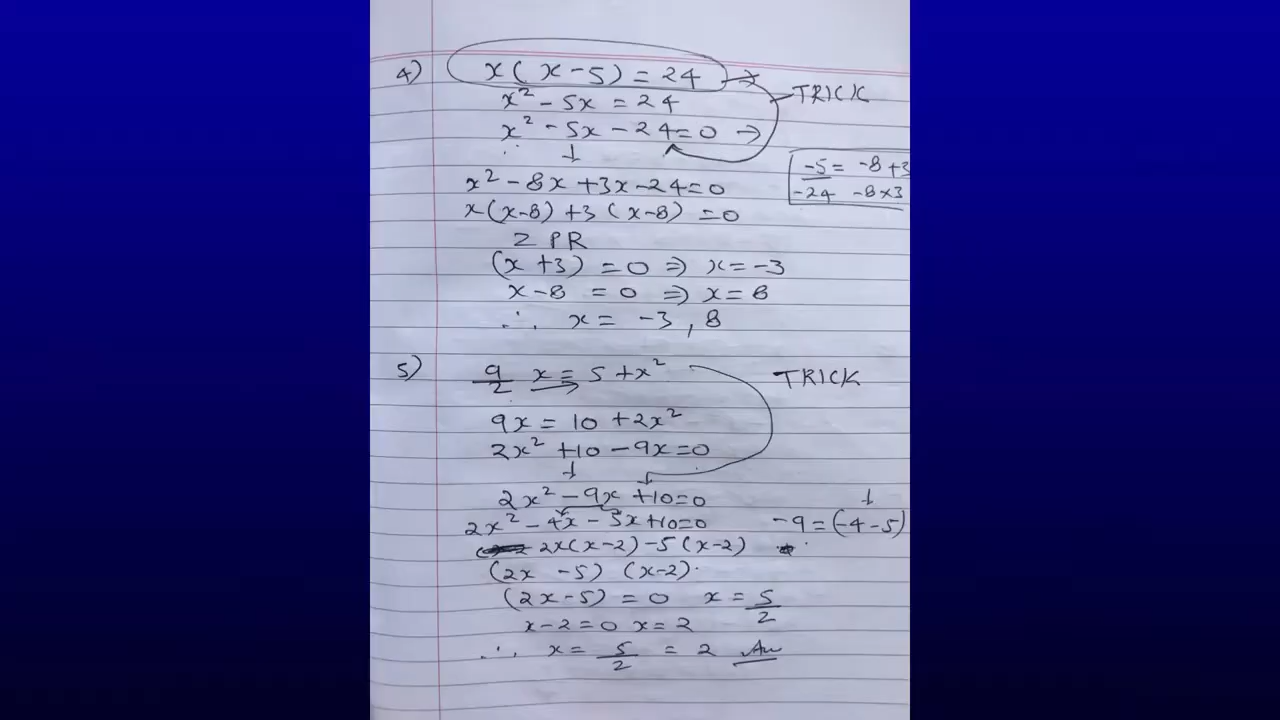 4) x(x-5) = 24 → TRICK
x² - 5x = 24
x² - 5x - 24 = 0 →
-5 = -8+3
-24 -8×3
x² - 8x + 3x - 24 = 0
x(x-8) + 3(x-8) = 0
Z PR
(x +3) = 0 ⇒ x = -3
x - 8 = 0 ⇒ x = 8
∴ x = -3, 8
5) 9/2 x = 5 + x² TRICK
9x = 10 + 2x²
2x² + 10 - 9x = 0
2x² - 9x + 10 = 0
2x² - 4x - 5x + 10 = 0 -9 = (-4 - 5)
2x(x-2) - 5(x-2)
(2x - 5) (x-2).
(2x-5) = 0 x = 5/2
x - 2 = 0 x = 2
∴ x = 5/2 = 2 An